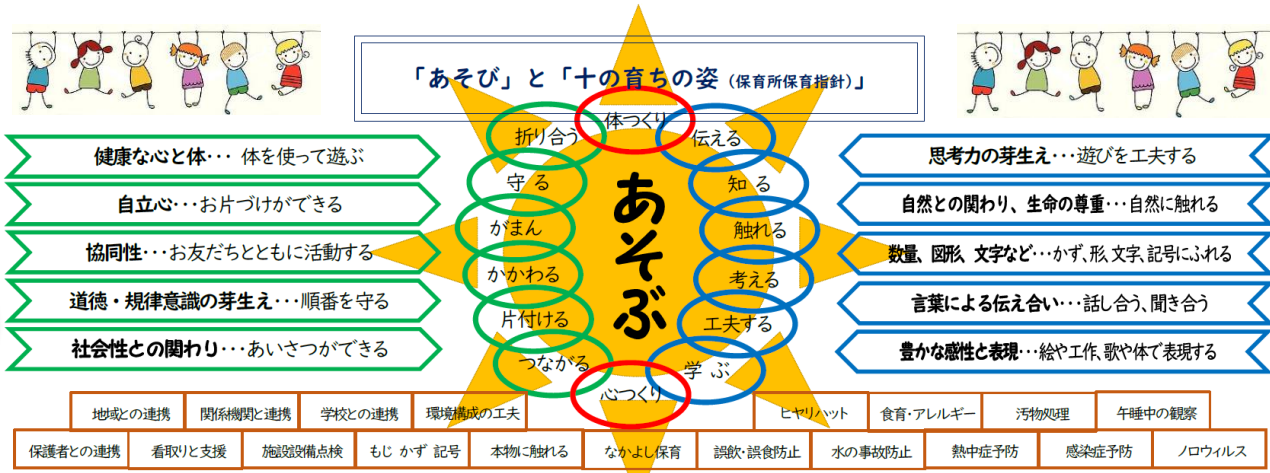 「あそび」と「十の育ちの姿（保育所保育指針）」
健康な心と体･･･ 体を使って遊ぶ
自立心･･･お片づけができる
協同性･･･お友だちとともに活動する
道徳・規律意識の芽生え･･･順番を守る
社会性との関わり･･･あいさつができる
体つくり
折り合う
守 る
がまん
かかわる
片付ける
つながる
あそぶ
伝える
知 る
触れる
考える
工夫する
学 ぶ
心つくり
思考力の芽生え･･･遊びを工夫する
自然との関わり、生命の尊重･･･自然に触れる
数量、図形、文字など･･･かず、形、文字、記号にふれる
言葉による伝え合い･･･話し合う、聞き合う
豊かな感性と表現･･･絵や工作、歌や体で表現する
地域との連携 関係機関と連携 学校との連携 環境構成の工夫 ヒヤリハット 食育・アレルギー 汚物処理 午睡中の観察
保護者との連携 看取りと支援 施設設備点検 もじ かず 記号 本物に触れる なかよし保育 誤飲・誤食防止 水の事故防止 熱中症予防 感染症予防 ノロウィルス